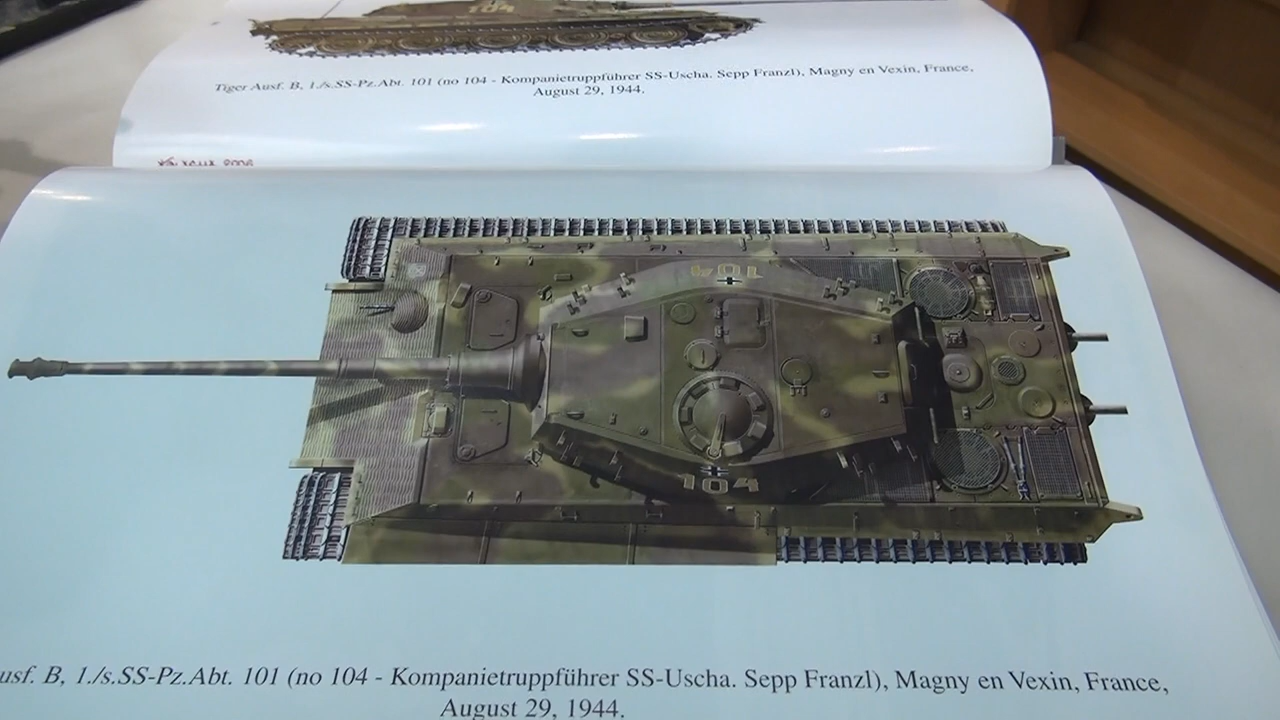 104
Tiger Ausf. B, 1./s.SS-Pz.Abt. 101 (no 104 - Kompanietruppführer SS-Uscha. Sepp Franzl), Magny en Vexin, France,
August 29, 1944.
104
104
usf. B, 1./s.SS-Pz.Abt. 101 (no 104 - Kompanietruppführer SS-Uscha. Sepp Franzl), Magny en Vexin, France,
August 29, 1944.